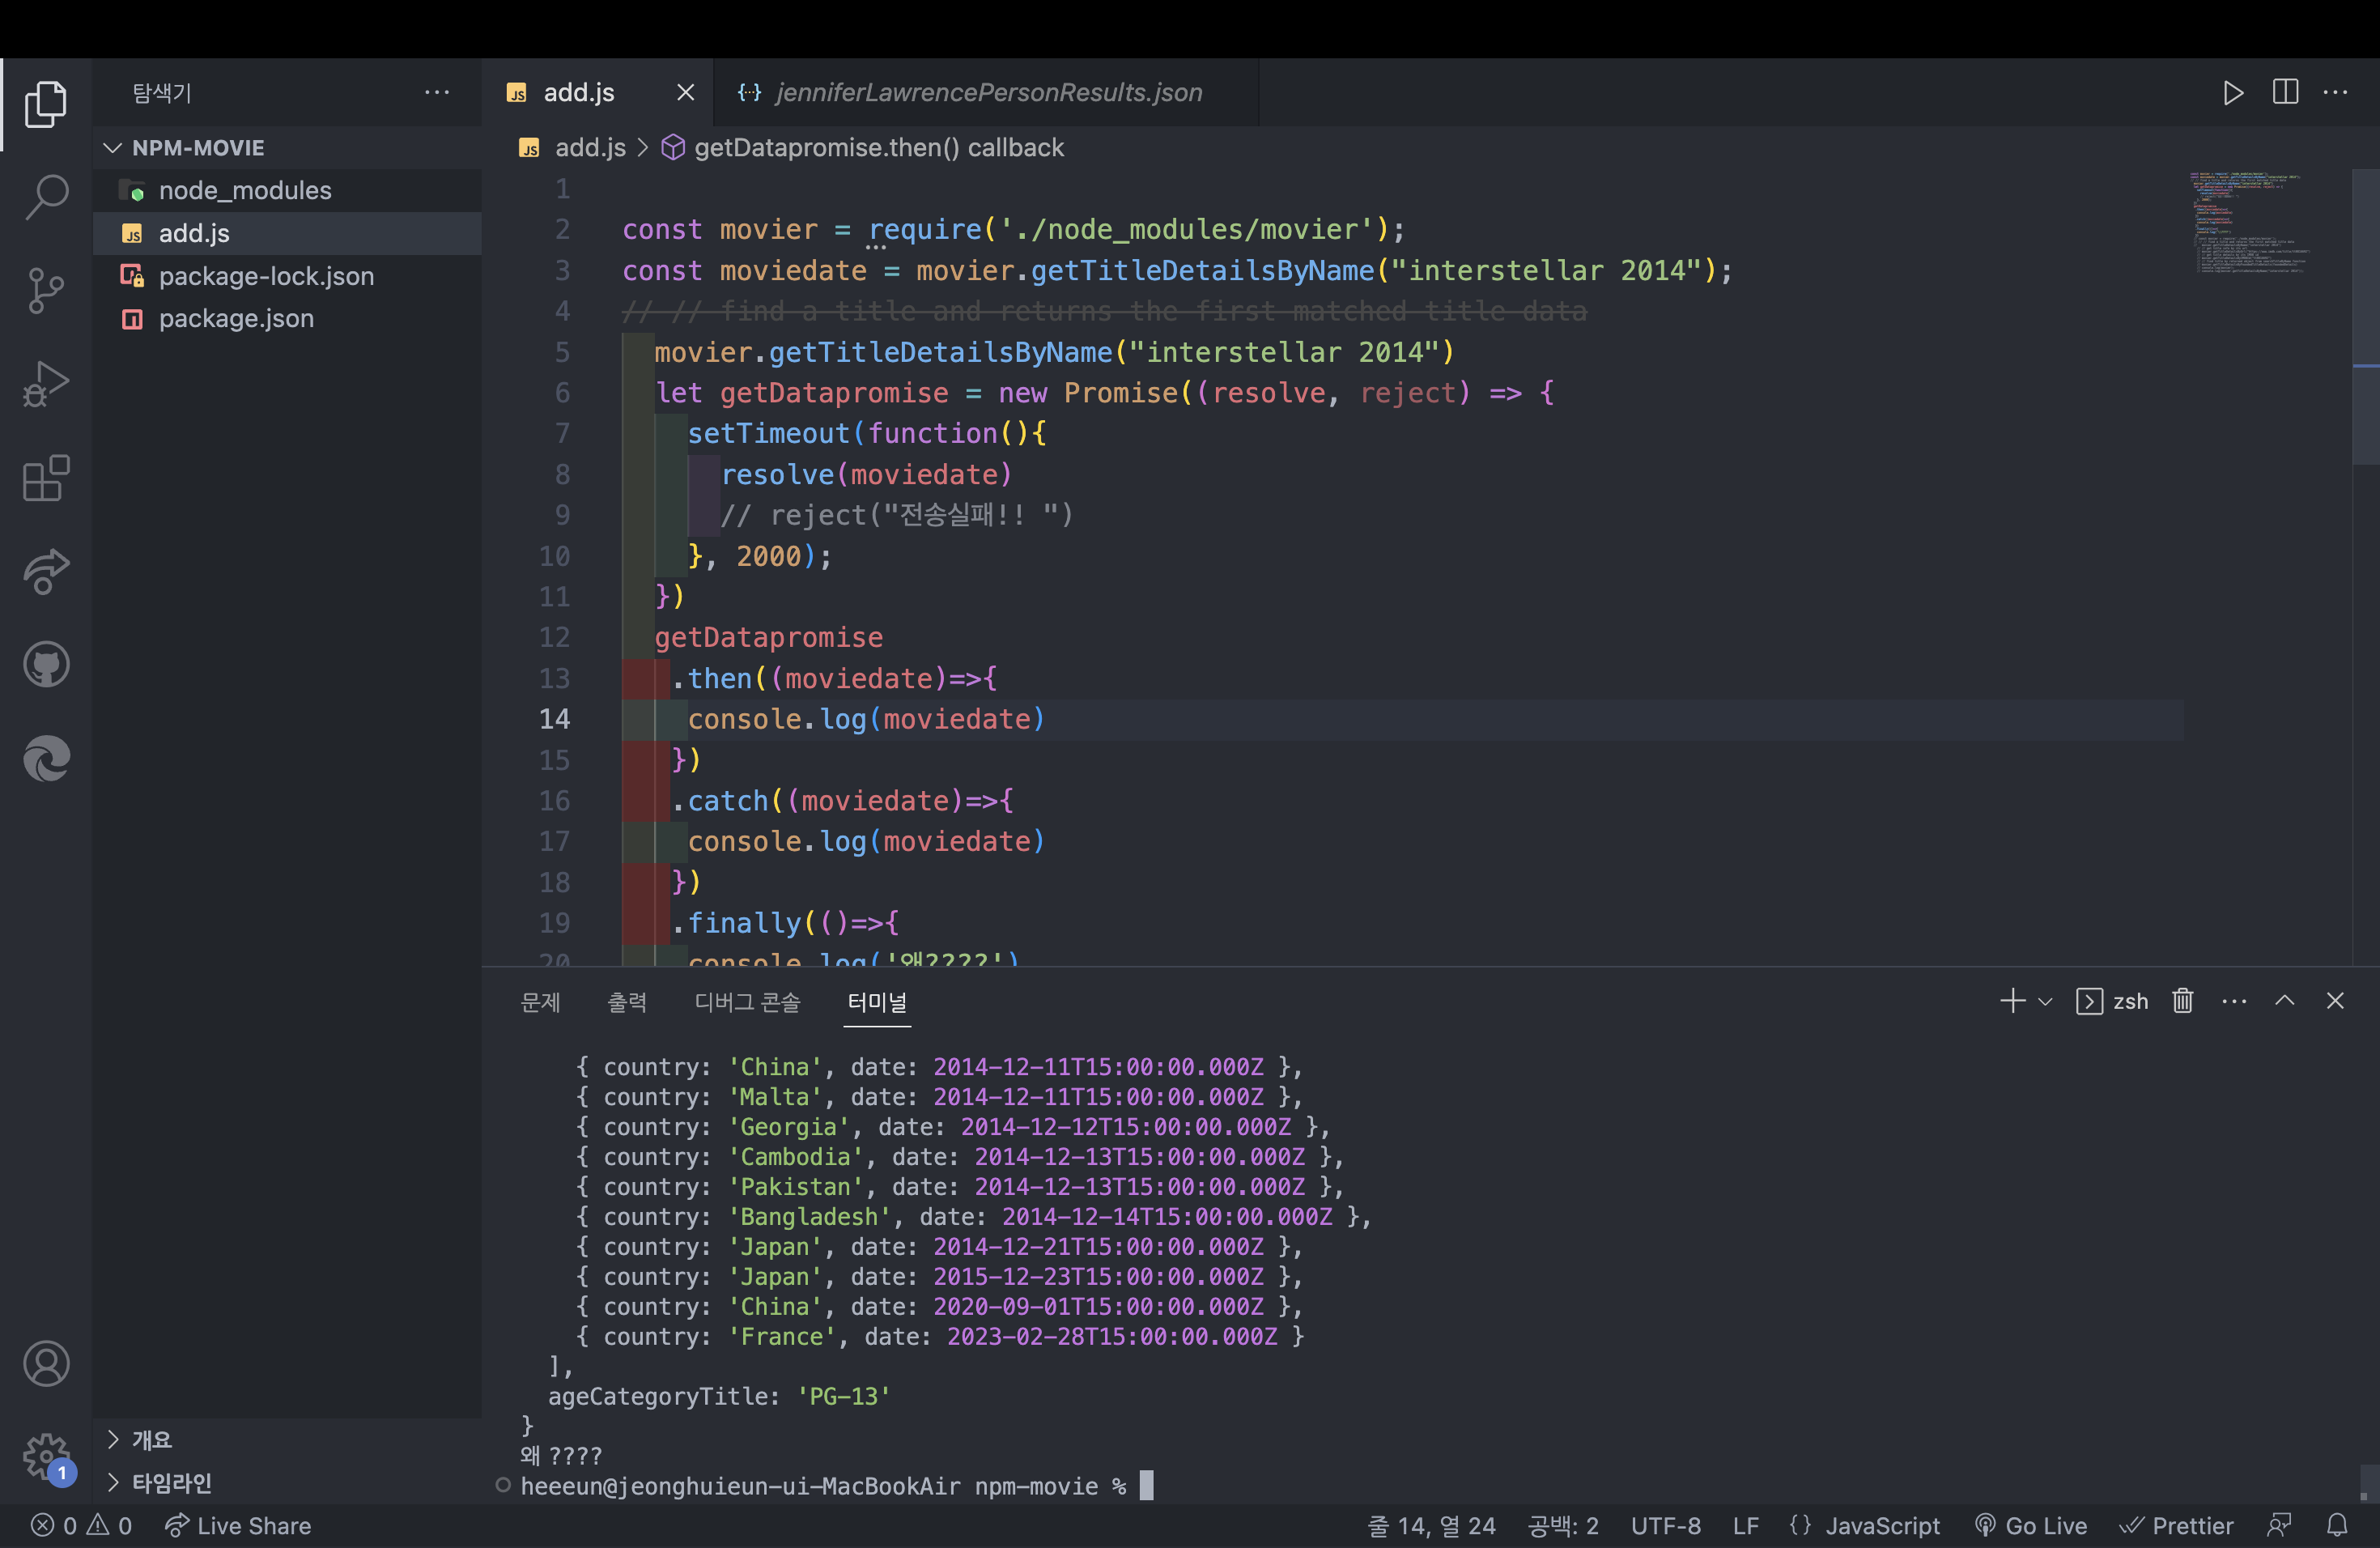 탐색기
add.js
jenniferLawrencePersonResults.json
NPM-MOVIE
node_modules
add.js
package-lock.json
package.json
개요
타임라인
add.js > getDatapromise.then() callback
1
2 const movier = require('./node_modules/movier');
3 const moviedate = movier.getTitleDetailsByName("interstellar 2014");
4 // // find a title and returns the first matched title data
5 movier.getTitleDetailsByName("interstellar 2014")
6 let getDatapromise = new Promise((resolve, reject) => {
7 setTimeout(function(){
8 resolve(moviedate)
9 // reject("전송실패!! ")
10 }, 2000);
11 })
12 getDatapromise
13 .then((moviedate)=>{
14 console.log(moviedate)
15 })
16 .catch((moviedate)=>{
17 console.log(moviedate)
18 })
19 .finally(()=>{
20 console.log('왜????')
문제 출력 디버그 콘솔 터미널 zsh
{ country: 'China', date: 2014-12-11T15:00:00.000Z },
{ country: 'Malta', date: 2014-12-11T15:00:00.000Z },
{ country: 'Georgia', date: 2014-12-12T15:00:00.000Z },
{ country: 'Cambodia', date: 2014-12-13T15:00:00.000Z },
{ country: 'Pakistan', date: 2014-12-13T15:00:00.000Z },
{ country: 'Bangladesh', date: 2014-12-14T15:00:00.000Z },
{ country: 'Japan', date: 2014-12-21T15:00:00.000Z },
{ country: 'Japan', date: 2015-12-23T15:00:00.000Z },
{ country: 'China', date: 2020-09-01T15:00:00.000Z },
{ country: 'France', date: 2023-02-28T15:00:00.000Z }
],
ageCategoryTitle: 'PG-13'
}
왜 ????
heeeun@jeonghuieun-ui-MacBookAir npm-movie %
1
0 0 Live Share 줄 14, 열 24 공백: 2 UTF-8 LF {} JavaScript Go Live Prettier